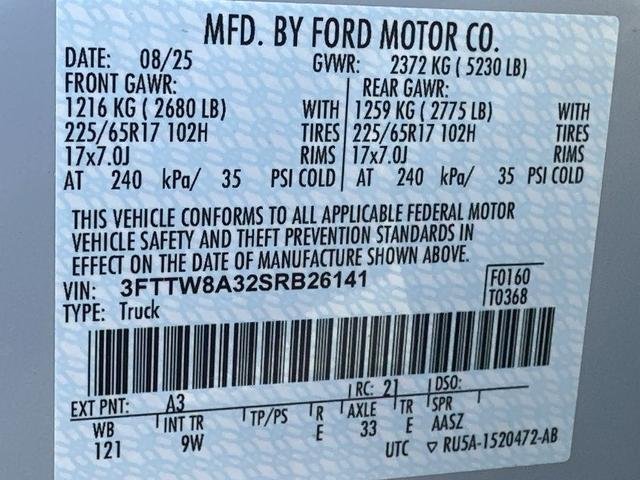 MFD. BY FORD MOTOR CO.
DATE: 08/25 GVWR: 2372 KG ( 5230 LB)
FRONT GAWR: REAR GAWR:
1216 KG ( 2680 LB) WITH 1259 KG ( 2775 LB) WITH
225/65R17 102H TIRES 225/65R17 102H TIRES
17x7.0J RIMS 17x7.0J RIMS
AT 240 kPa/ 35 PSI COLD AT 240 kPa/ 35 PSI COLD
THIS VEHICLE CONFORMS TO ALL APPLICABLE FEDERAL MOTOR
VEHICLE SAFETY AND THEFT PREVENTION STANDARDS IN
EFFECT ON THE DATE OF MANUFACTURE SHOWN ABOVE.
VIN: 3FTTW8A32SRB26141 F0160
TYPE: Truck T0368
EXT PNT: A3 RC: 21 DSO:
WB INT TR TP/PS R AXLE TR SPR
121 9W E 33 E AASZ
UTC ▽ RU5A-1520472-AB